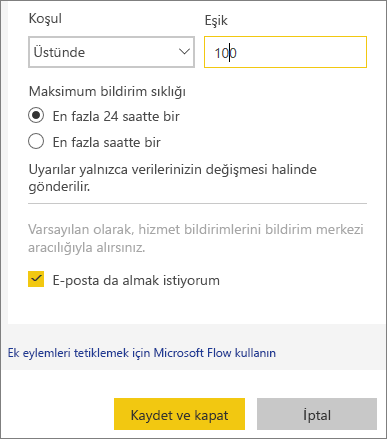 Koşul Eşik
Üstünde 100
Maksimum bildirim sıklığı
En fazla 24 saatte bir
En fazla saatte bir
Uyarılar yalnızca verilerinizin değişmesi halinde
gönderilir.
Varsayılan olarak, hizmet bildirimlerini bildirim merkezi
aracılığıyla alırsınız.
E-posta da almak istiyorum
Ek eylemleri tetiklemek için Microsoft Flow kullanın
Kaydet ve kapat İptal